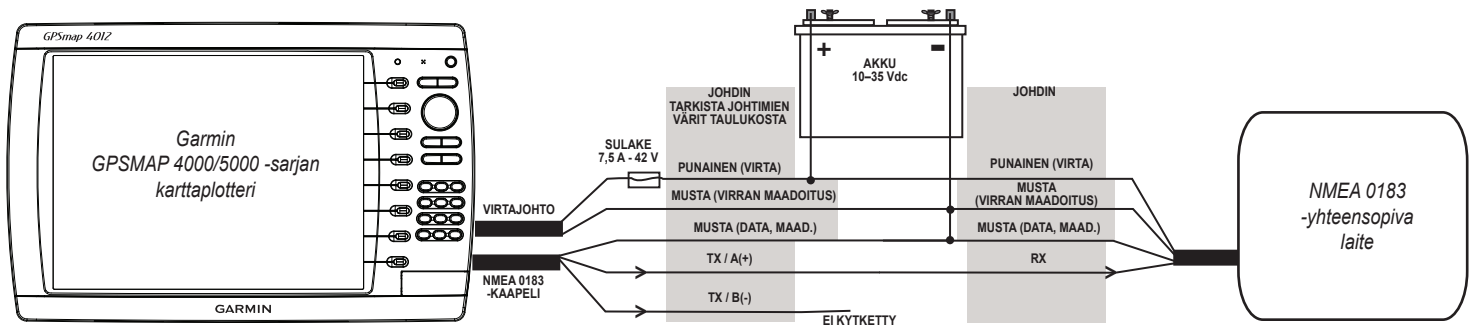 GPSmap 4012
Garmin
GPSMAP 4000/5000 -sarjan
karttaplotteri
GARMIN
VIRTAJOHTO
NMEA 0183
-KAAPELI
SULAKE
7,5 A - 42 V
JOHDIN
TARKISTA JOHTIMIEN
VÄRIT TAULUKOSTA
PUNAINEN (VIRTA)
MUSTA (VIRRAN MAADOITUS)
MUSTA (DATA, MAAD.)
TX / A(+)
TX / B(-)
EI KYTKETTY
+
-
AKKU
10–35 Vdc
JOHDIN
PUNAINEN (VIRTA)
MUSTA
(VIRRAN MAADOITUS)
MUSTA (DATA, MAAD.)
RX
NMEA 0183
-yhteensopiva
laite